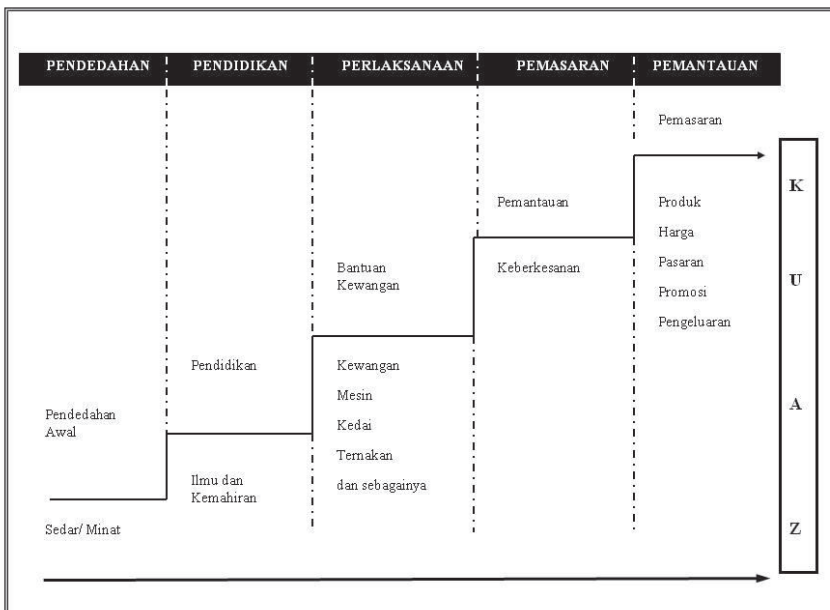 PENDEDAHAN PENDIDIKAN PERLAKSANAAN PEMASARAN PEMANTAUAN
Pendedahan
Awal
Sedar/ Minat
Pendidikan
Ilmu dan
Kemahiran
Bantuan
Kewangan
Kewangan
Mesin
Kedai
Ternakan
dan sebagainya
Pemantauan
Keberkesanan
Pemasaran
Produk
Harga
Pasaran
Promosi
Pengeluaran
K
U
A
Z